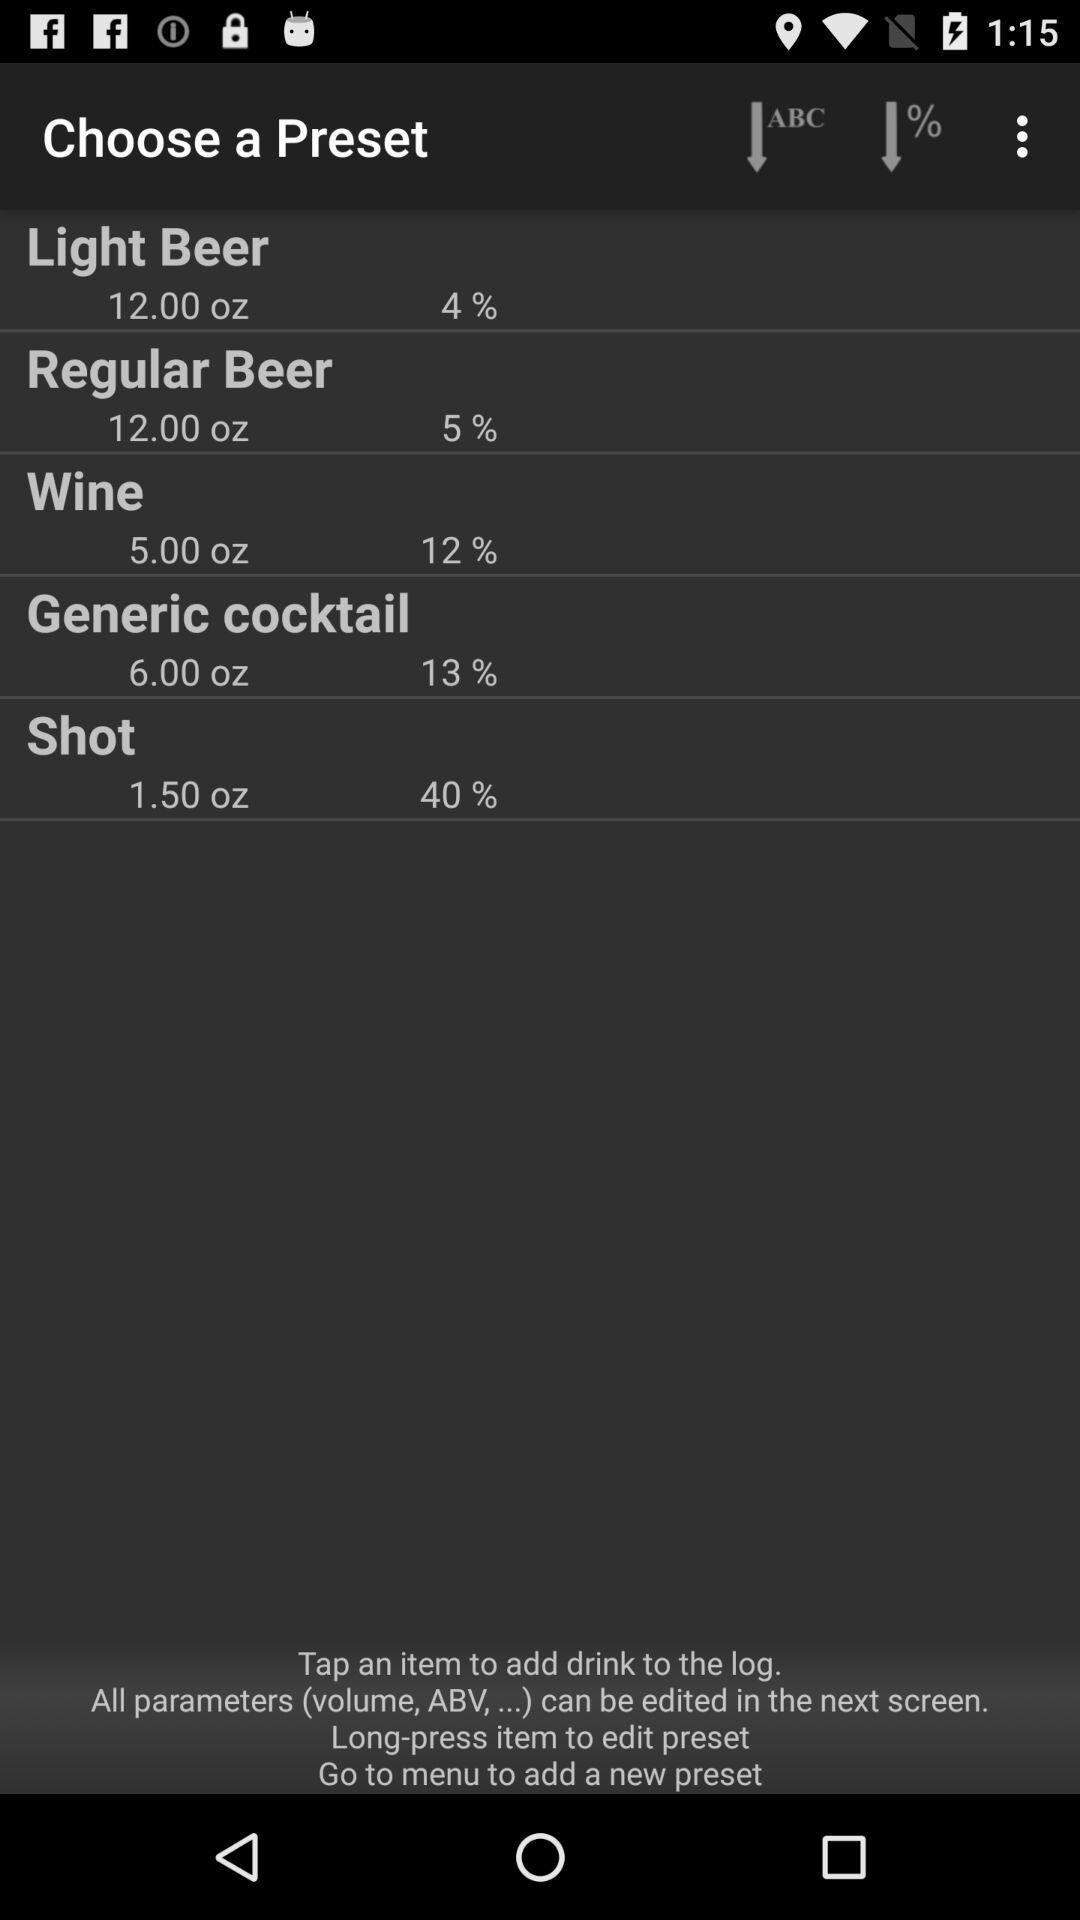 1:15
Choose a Preset
ABC
%
Light Beer
12.00 oz 4 %
Regular Beer
12.00 oz 5 %
Wine
5.00 oz 12 %
Generic cocktail
6.00 oz 13 %
Shot
1.50 oz 40 %
Tap an item to add drink to the log.
All parameters (volume, ABV, ...) can be edited in the next screen.
Long-press item to edit preset
Go to menu to add a new preset